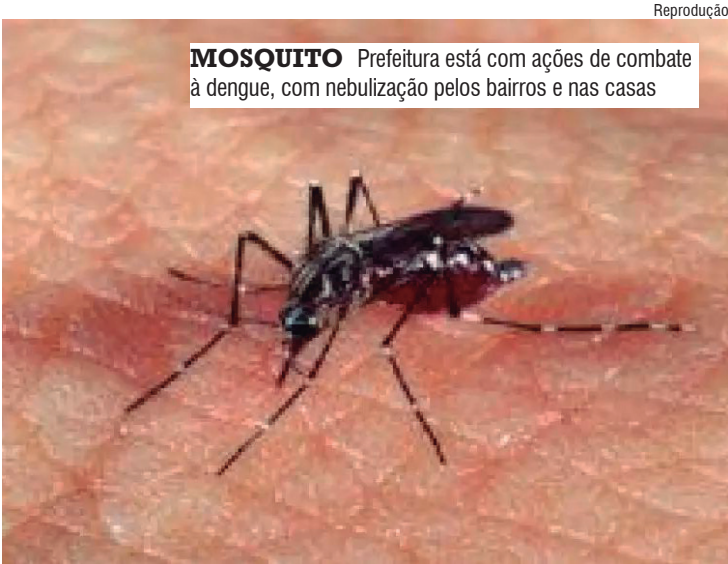 Reprodução
MOSQUITO Prefeitura está com ações de combate
à dengue, com nebulização pelos bairros e nas casas